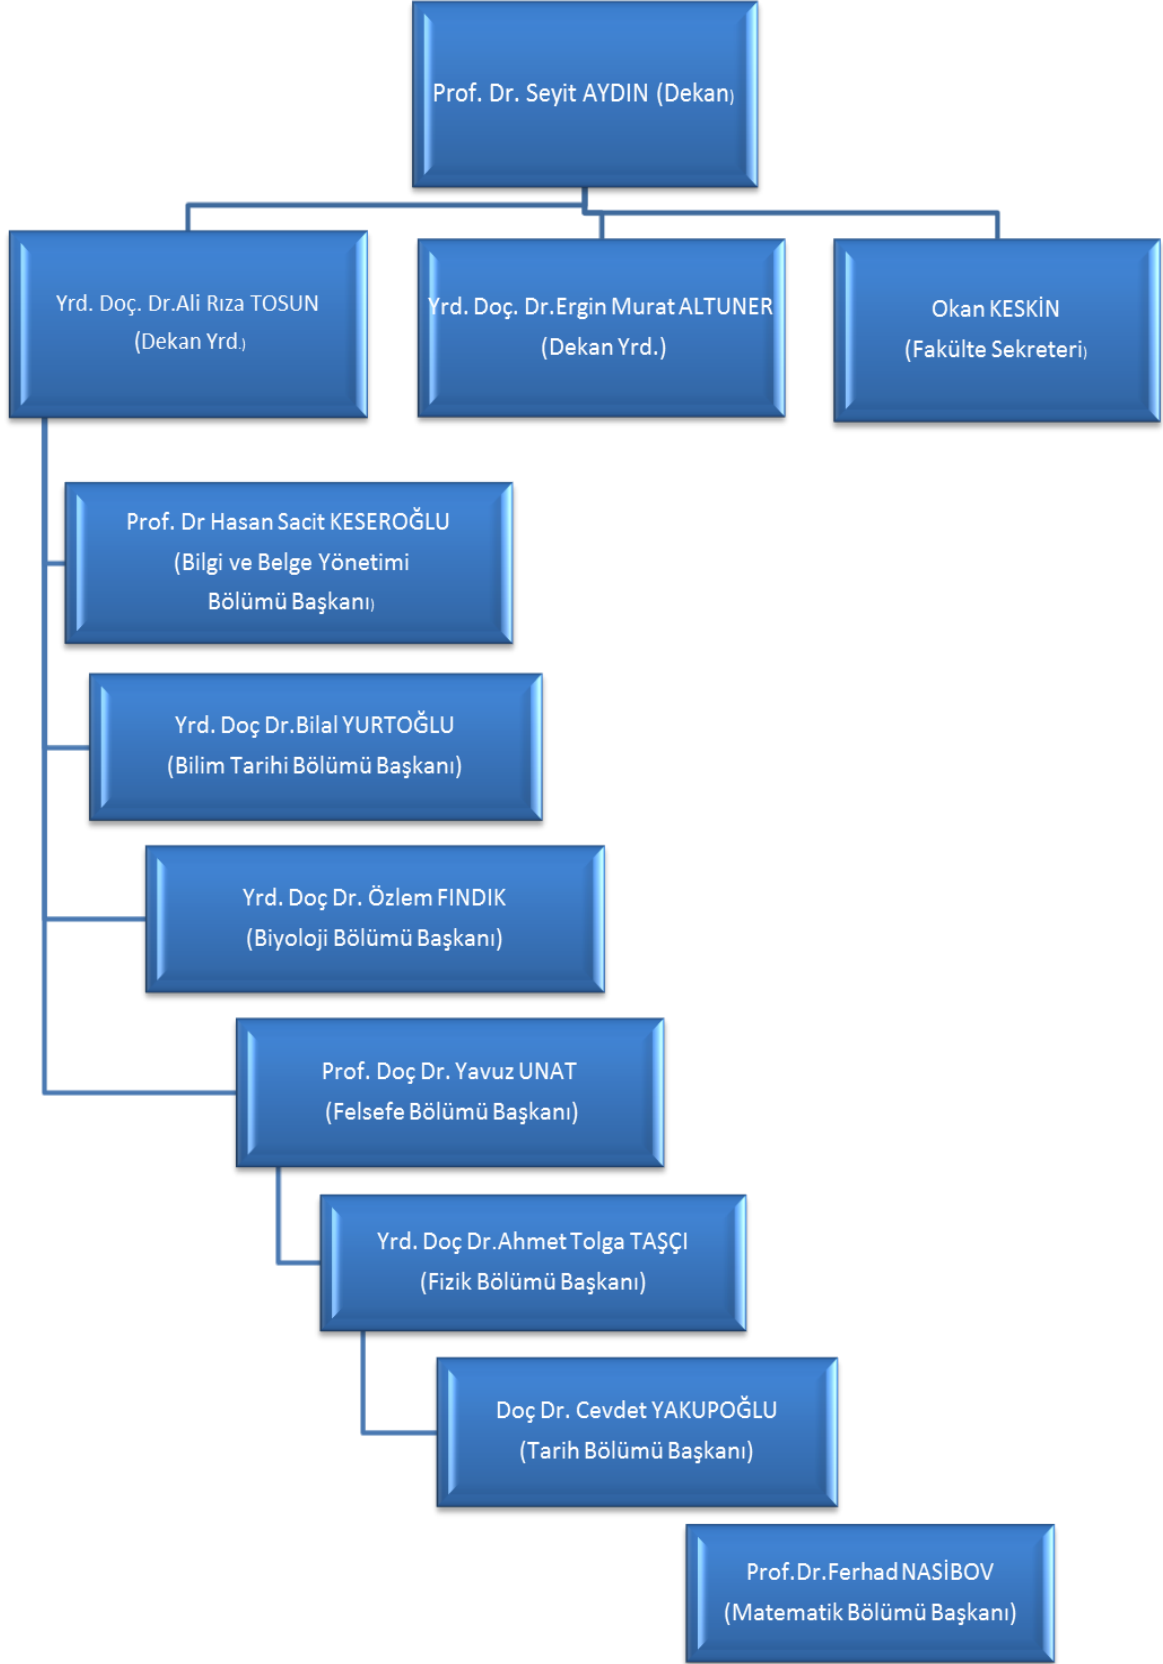 Prof. Dr. Seyit AYDIN (Dekan)
Yrd. Doç. Dr.Ali Rıza TOSUN
(Dekan Yrd.)
Yrd. Doç. Dr.Ergin Murat ALTUNER
(Dekan Yrd.)
Okan KESKİN
(Fakülte Sekreteri)
Prof. Dr Hasan Sacit KESEROĞLU
(Bilgi ve Belge Yönetimi
Bölümü Başkanı)
Yrd. Doç Dr.Bilal YURTOĞLU
(Bilim Tarihi Bölümü Başkanı)
Yrd. Doç Dr. Özlem FINDIK
(Biyoloji Bölümü Başkanı)
Prof. Doç Dr. Yavuz UNAT
(Felsefe Bölümü Başkanı)
Yrd. Doç Dr.Ahmet Tolga TAŞÇI
(Fizik Bölümü Başkanı)
Doç Dr. Cevdet YAKUPOĞLU
(Tarih Bölümü Başkanı)
Prof.Dr.Ferhad NASİBOV
(Matematik Bölümü Başkanı)